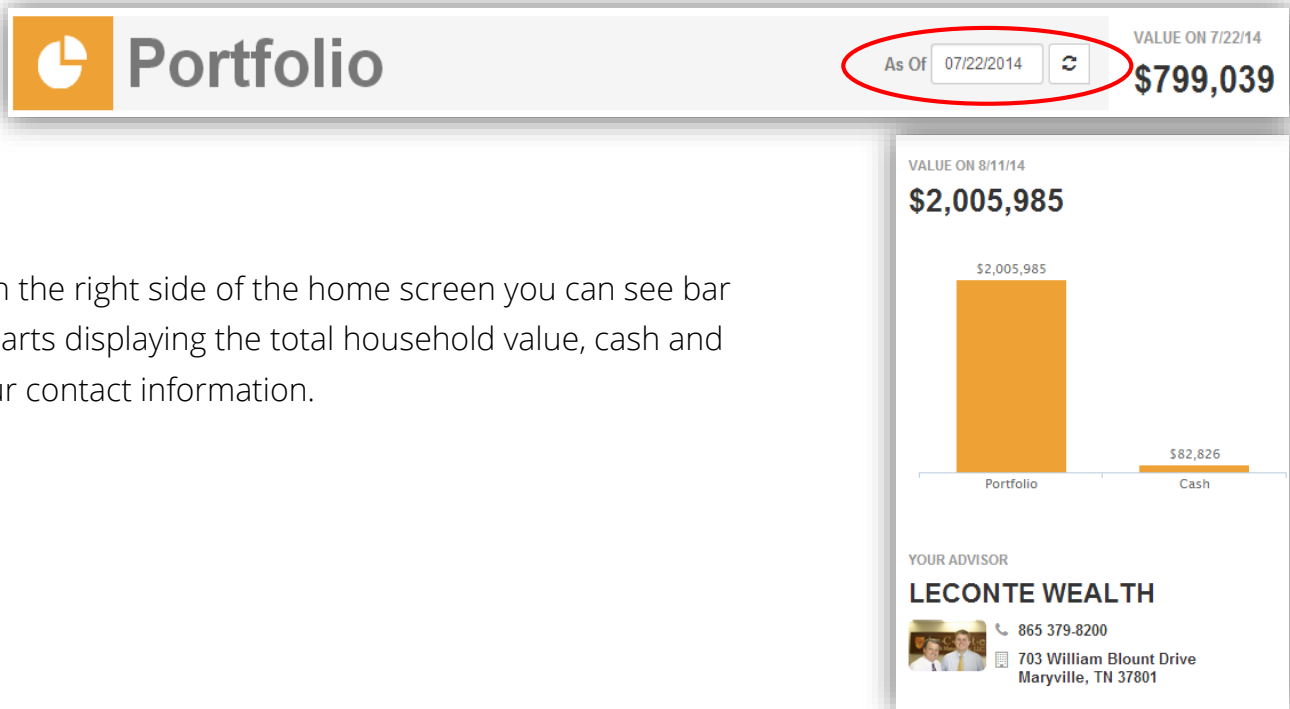 Portfolio
As Of 07/22/2014
VALUE ON 7/22/14
$799,039
n the right side of the home screen you can see bar
arts displaying the total household value, cash and
ur contact information.
VALUE ON 8/11/14
$2,005,985
$2,005,985
$82,826
Portfolio Cash
YOUR ADVISOR
LECONTE WEALTH
865 379-8200
703 William Blount Drive
Maryville, TN 37801